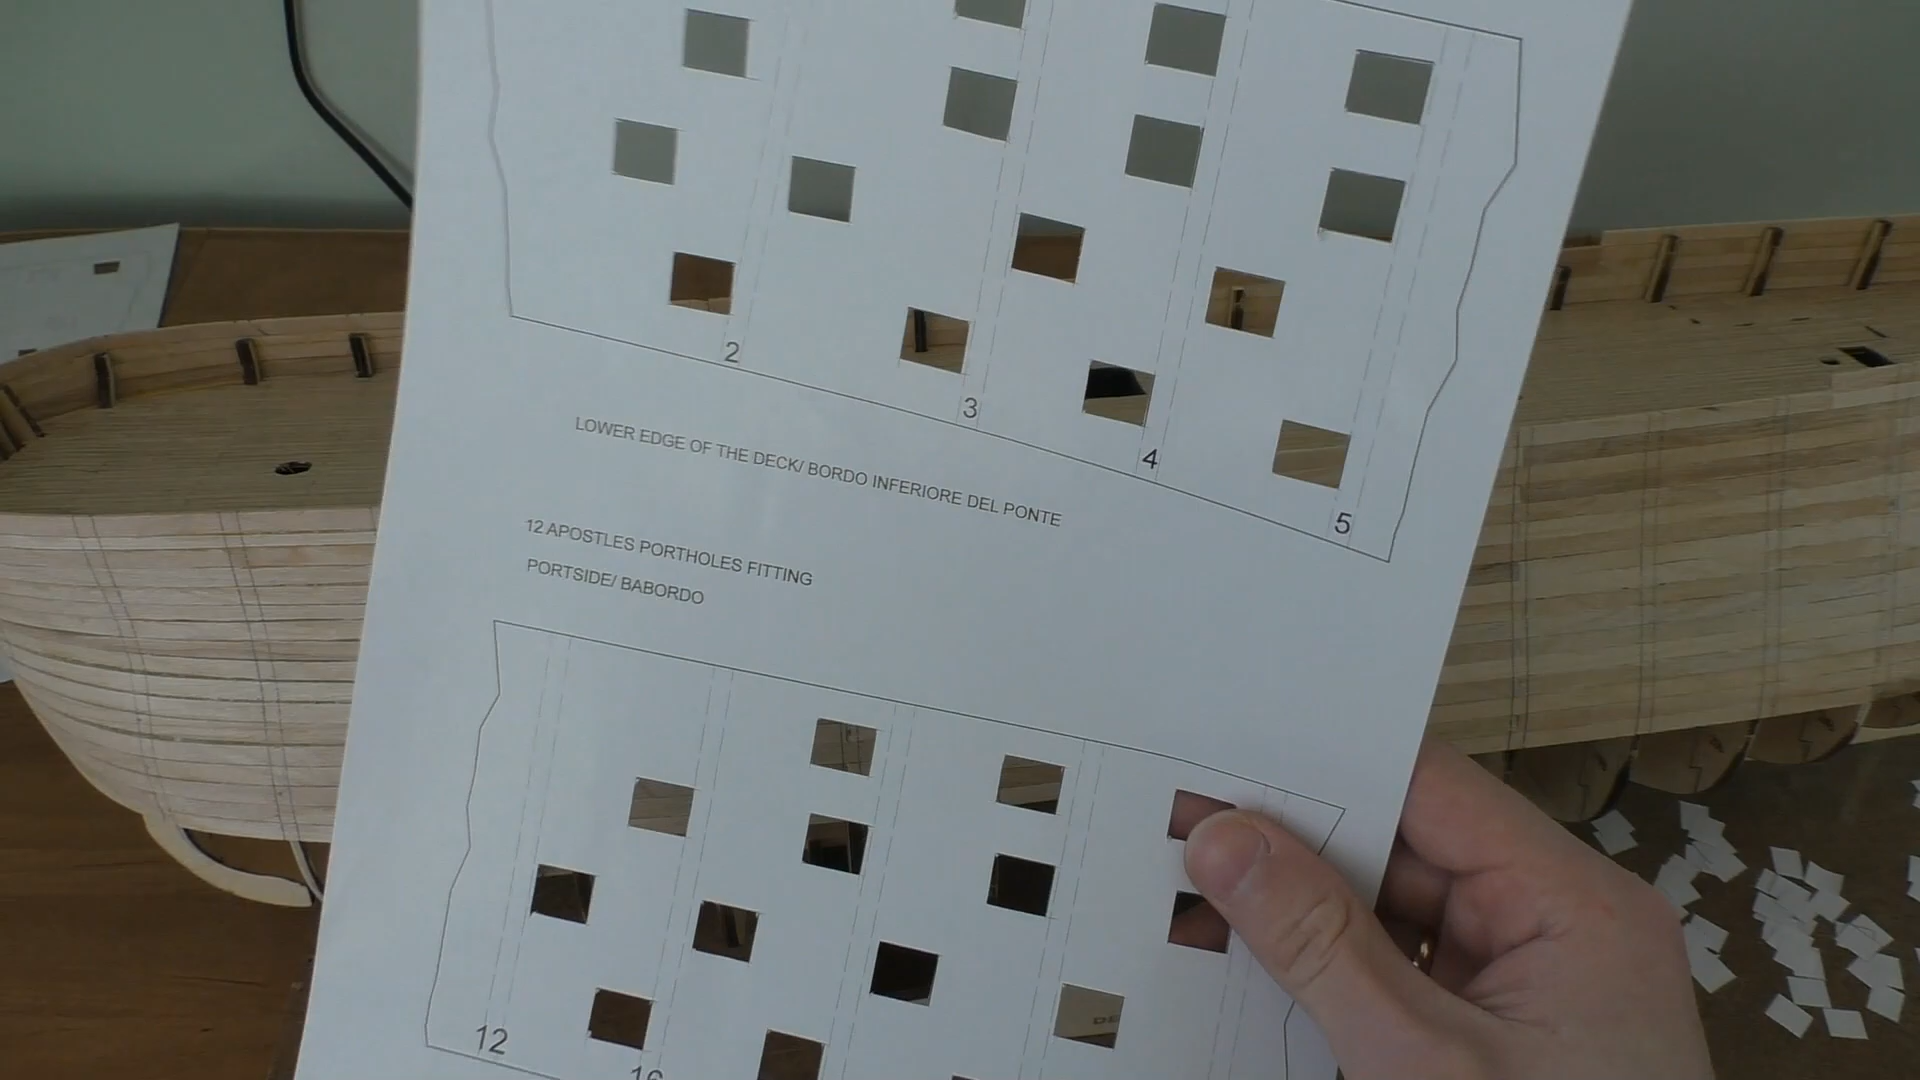 2
3
4
5
LOWER EDGE OF THE DECK/ BORDO INFERIORE DEL PONTE
12 APOSTLES PORTHOLES FITTING
PORTSIDE/ BABORDO
12